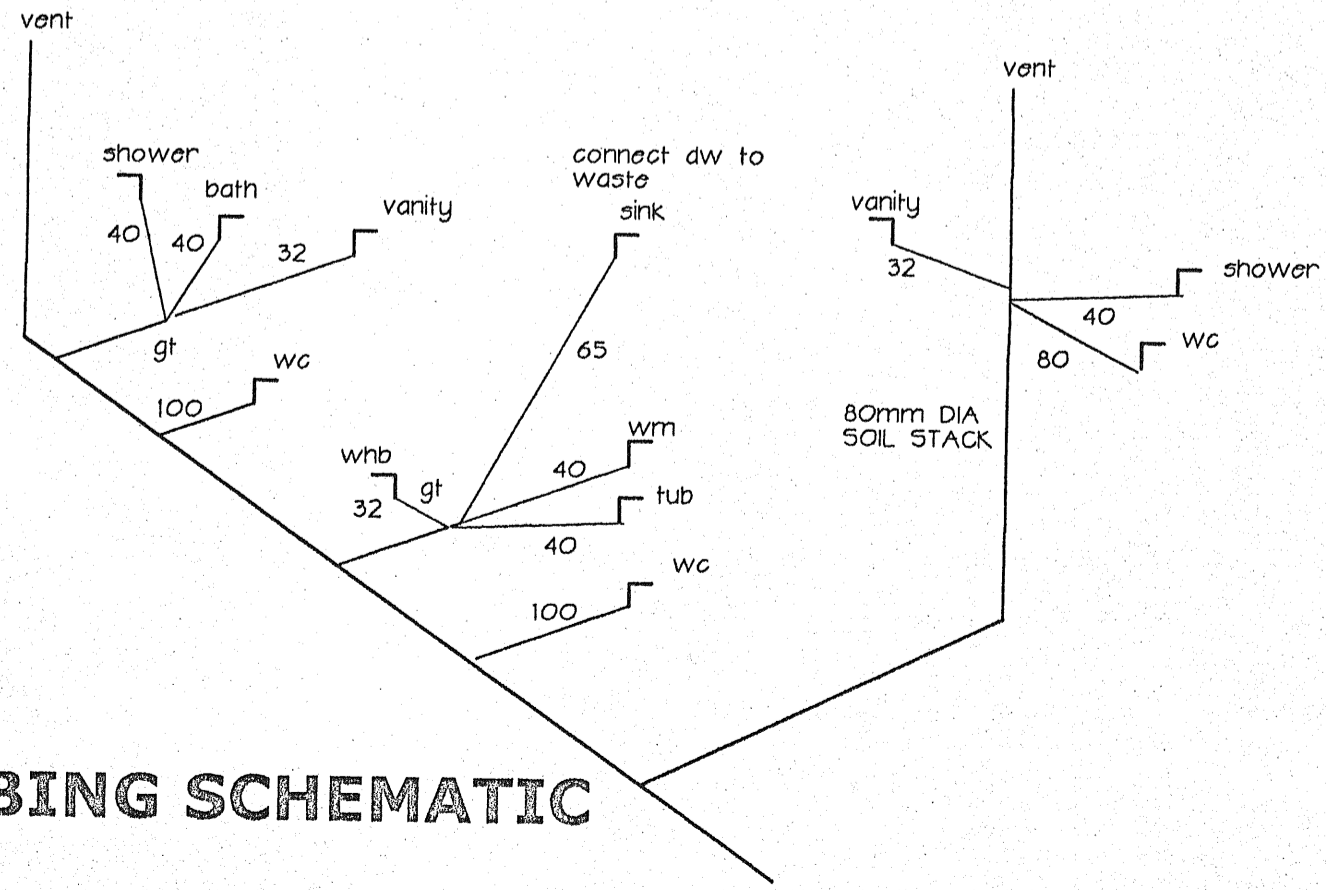 vent
vent
shower
bath
vanity
40
40
32
gt
wc
100
connect dw to
waste
sink
65
whb
32
gt
wm
40
tub
40
wc
100
vanity
32
shower
40
wc
80
80mm DIA
SOIL STACK
BING SCHEMATIC